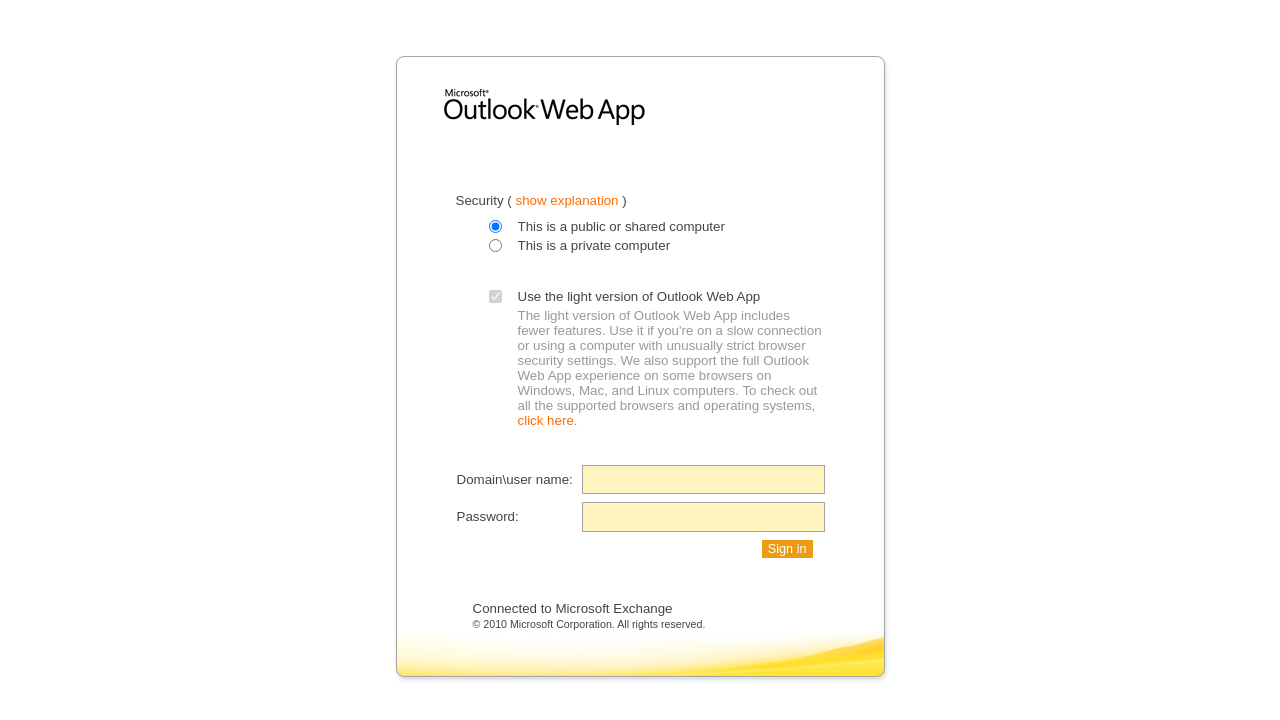 Microsoft®
Outlook® Web App
Security ( show explanation )
This is a public or shared computer
This is a private computer
Use the light version of Outlook Web App
The light version of Outlook Web App includes
fewer features. Use it if you're on a slow connection
or using a computer with unusually strict browser
security settings. We also support the full Outlook
Web App experience on some browsers on
Windows, Mac, and Linux computers. To check out
all the supported browsers and operating systems,
click here.
Domain\user name:
Password:
Sign in
Connected to Microsoft Exchange
© 2010 Microsoft Corporation. All rights reserved.